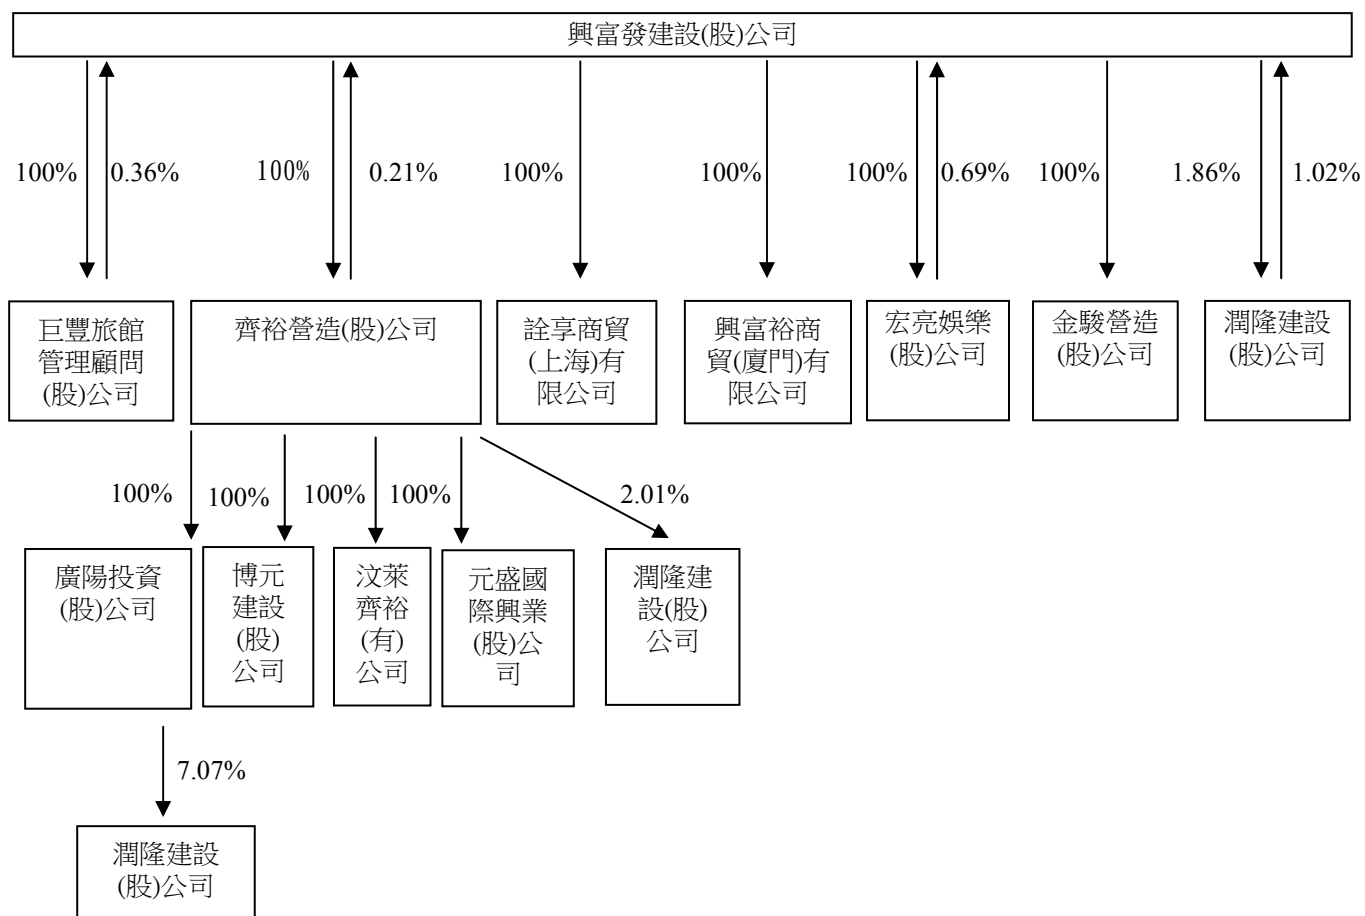 興富發建設(股)公司
100%
0.36%
100%
0.21%
100%
100%
100%
0.69%
100%
1.86%
1.02%
巨豐旅館
管理顧問
(股)公司
齊裕營造(股)公司
詮享商貿
(上海)有
限公司
興富裕商
貿(廈門)有
限公司
宏亮娛樂
(股)公司
金駿營造
(股)公司
潤隆建設
(股)公司
100%
100%
100%
100%
2.01%
廣陽投資
(股)公司
博元
建設
(股)
公司
汶萊
齊裕
(有)
公司
元盛國
際興業
(股)公
司
潤隆建
設(股)
公司
7.07%
潤隆建設
(股)公司